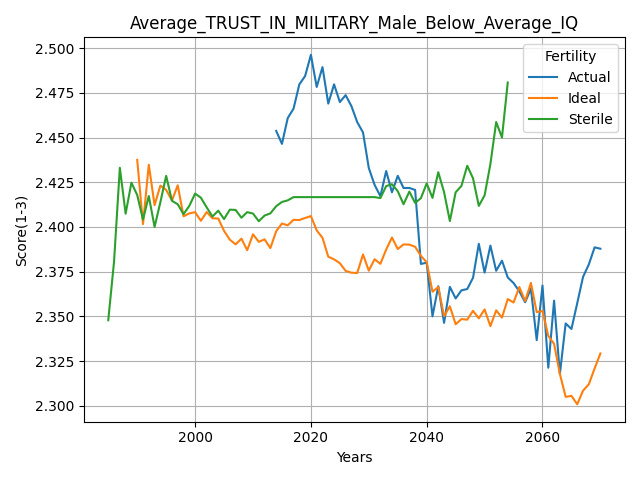 Average_TRUST_IN_MILITARY_Male_Below_Average_IQ
Fertility
Actual
Ideal
Sterile
Score(1-3)
2.500
2.475
2.450
2.425
2.400
2.375
2.350
2.325
2.300
2000
2020
2040
2060
Years